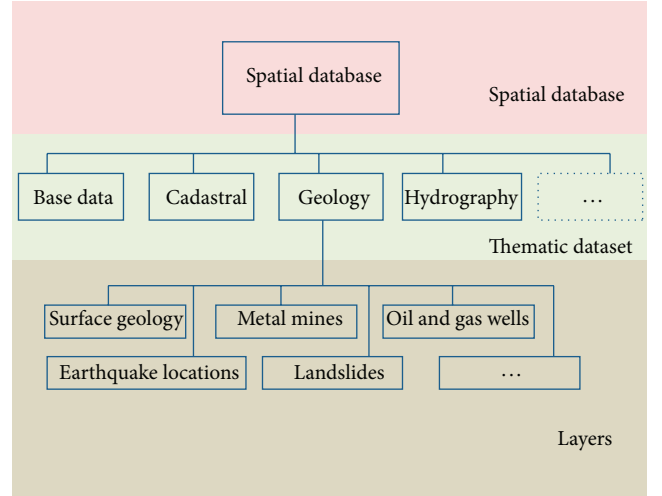 Spatial database
Spatial database
Base data
Cadastral
Geology
Hydrography
...
Thematic dataset
Surface geology
Metal mines
Oil and gas wells
Earthquake locations
Landslides
...
Layers